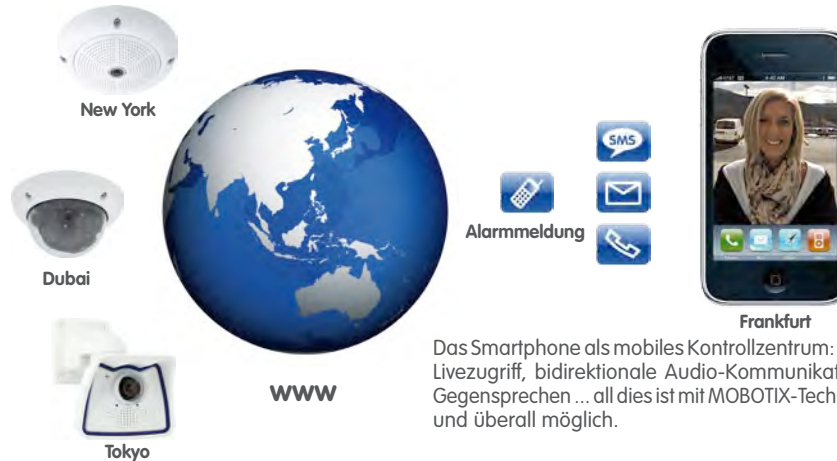 New York
Dubai
Tokyo
www
Alarmmeldung
SMS
Frankfurt
Das Smartphone als mobiles Kontrollzentrum:
Livezugriff, bidirektionale Audio-Kommunikat
Gegensprechen ... all dies ist mit MOBOTIX-Tech
und überall möglich.